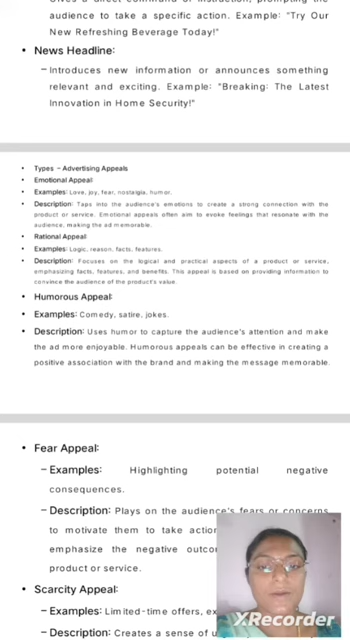 Gives a direct command or instruction, prompting the
audience to take a specific action. Example: "Try Our
New Refreshing Beverage Today!"
• News Headline:
– Introduces new information or announces something
relevant and exciting. Example: "Breaking: The Latest
Innovation in Home Security!"
• Types – Advertising Appeals
• Emotional Appeal:
• Examples: Love, joy, fear, nostalgia, humor.
• Description: Taps into the audience's emotions to create a strong connection with the
product or service. Emotional appeals often aim to evoke feelings that resonate with the
audience, making the ad memorable.
• Rational Appeal:
• Examples: Logic, reason, facts, features.
• Description: Focuses on the logical and practical aspects of a product or service,
emphasizing facts, features, and benefits. This appeal is based on providing information to
convince the audience of the product's value.
• Humorous Appeal:
• Examples: Comedy, satire, jokes.
• Description: Uses humor to capture the audience's attention and make
the ad more enjoyable. Humorous appeals can be effective in creating a
positive association with the brand and making the message memorable.
• Fear Appeal:
– Examples: Highlighting potential negative
consequences.
– Description: Plays on the audience's fears or concerns
to motivate them to take action
emphasize the negative
product or service.
• Scarcity Appeal:
– Examples: Limited-time offers,
– Description: Creates a sense of
XRecorder